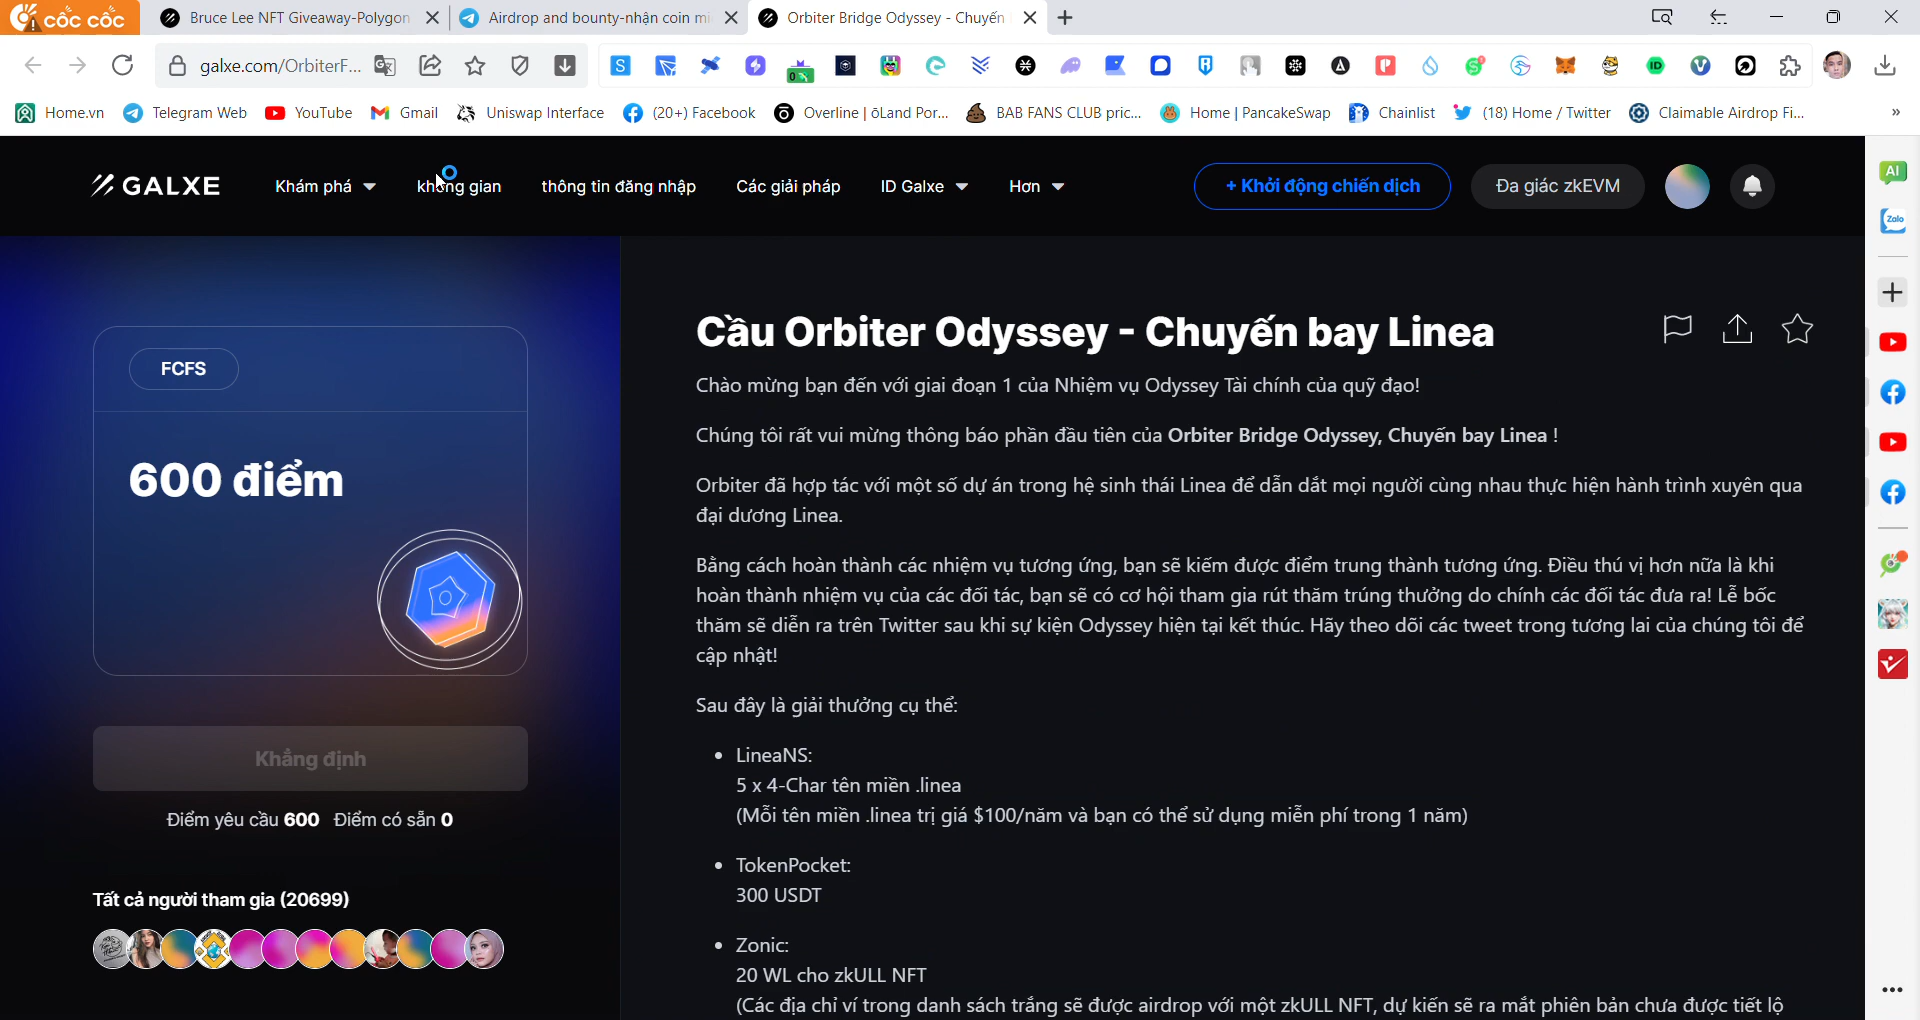 cốc cốc
Bruce Lee NFT Giveaway-Polygon
Airdrop and bounty-nhận coin mi
Orbiter Bridge Odyssey - Chuyến
galxe.com/OrbiterF...
Home.vn
Telegram Web
YouTube
Gmail
Uniswap Interface
(20+) Facebook
Overline | ōLand Por...
BAB FANS CLUB pric...
Home | PancakeSwap
Chainlist
(18) Home / Twitter
Claimable Airdrop Fi...
»
GALXE
Khám phá
không gian
thông tin đăng nhập
Các giải pháp
ID Galxe
Hơn
+ Khởi động chiến dịch
Đa giác zkEVM
AI
Zalo
FCFS
600 điểm
Khẳng định
Điểm yêu cầu 600 Điểm có sẵn 0
Tất cả người tham gia (20699)
Cầu Orbiter Odyssey - Chuyến bay Linea
Chào mừng bạn đến với giai đoạn 1 của Nhiệm vụ Odyssey Tài chính của quỹ đạo!
Chúng tôi rất vui mừng thông báo phần đầu tiên của Orbiter Bridge Odyssey, Chuyến bay Linea !
Orbiter đã hợp tác với một số dự án trong hệ sinh thái Linea để dẫn dắt mọi người cùng nhau thực hiện hành trình xuyên qua
đại dương Linea.
Bằng cách hoàn thành các nhiệm vụ tương ứng, bạn sẽ kiếm được điểm trung thành tương ứng. Điều thú vị hơn nữa là khi
hoàn thành nhiệm vụ của các đối tác, bạn sẽ có cơ hội tham gia rút thăm trúng thưởng do chính các đối tác đưa ra! Lễ bốc
thăm sẽ diễn ra trên Twitter sau khi sự kiện Odyssey hiện tại kết thúc. Hãy theo dõi các tweet trong tương lai của chúng tôi để
cập nhật!
Sau đây là giải thưởng cụ thể:
• LineaNS:
5 x 4-Char tên miền .linea
(Mỗi tên miền .linea trị giá $100/năm và bạn có thể sử dụng miễn phí trong 1 năm)
• TokenPocket:
300 USDT
• Zonic:
20 WL cho zkULL NFT
(Các địa chỉ ví trong danh sách trắng sẽ được airdrop với một zkULL NFT, dự kiến sẽ ra mắt phiên bản chưa được tiết lộ